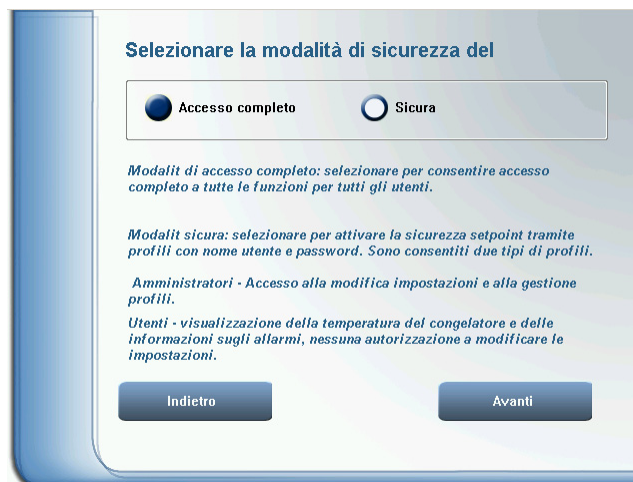 Selezionare la modalità di sicurezza del
Accesso completo
Sicura
Modalit di accesso completo: selezionare per consentire accesso
completo a tutte le funzioni per tutti gli utenti.
Modalit sicura: selezionare per attivare la sicurezza setpoint tramite
profili con nome utente e password. Sono consentiti due tipi di profili.
Amministratori - Accesso alla modifica impostazioni e alla gestione
profili.
Utenti - visualizzazione della temperatura del congelatore e delle
informazioni sugli allarmi, nessuna autorizzazione a modificare le
impostazioni.
Indietro
Avanti